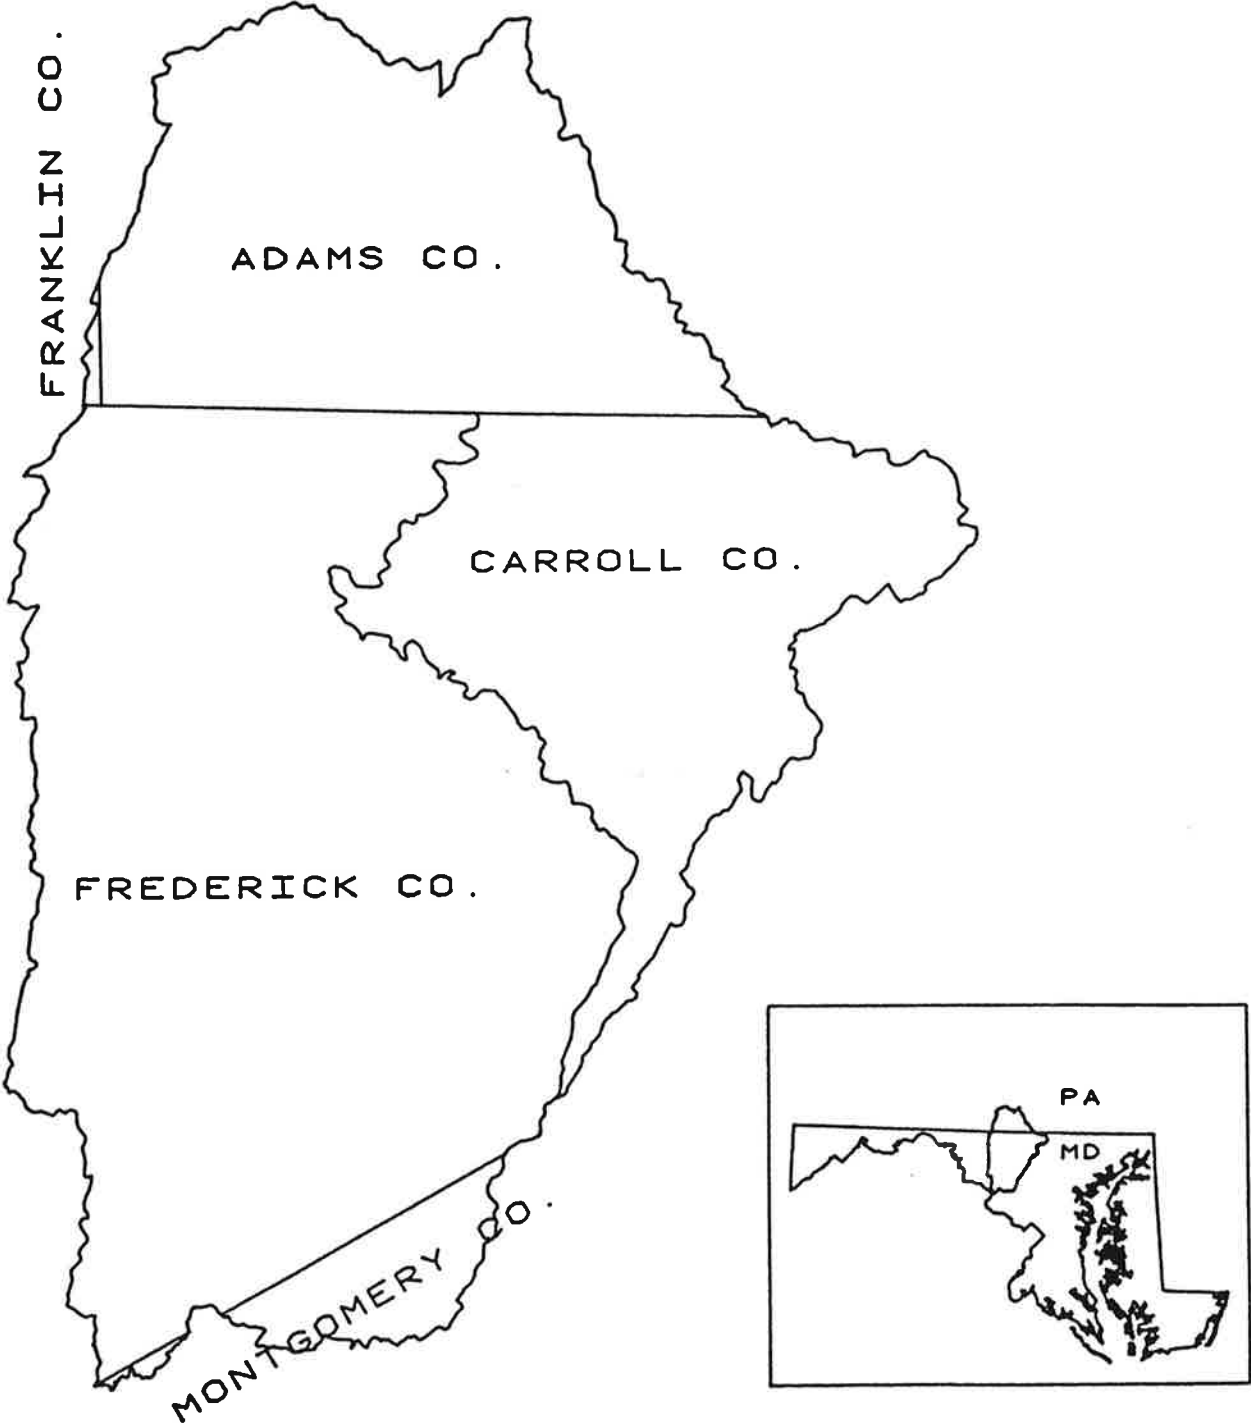 FRANKLIN CO.
ADAMS CO.
CARROLL CO.
FREDERICK CO.
MONTGOMERY CO.
PA
MD